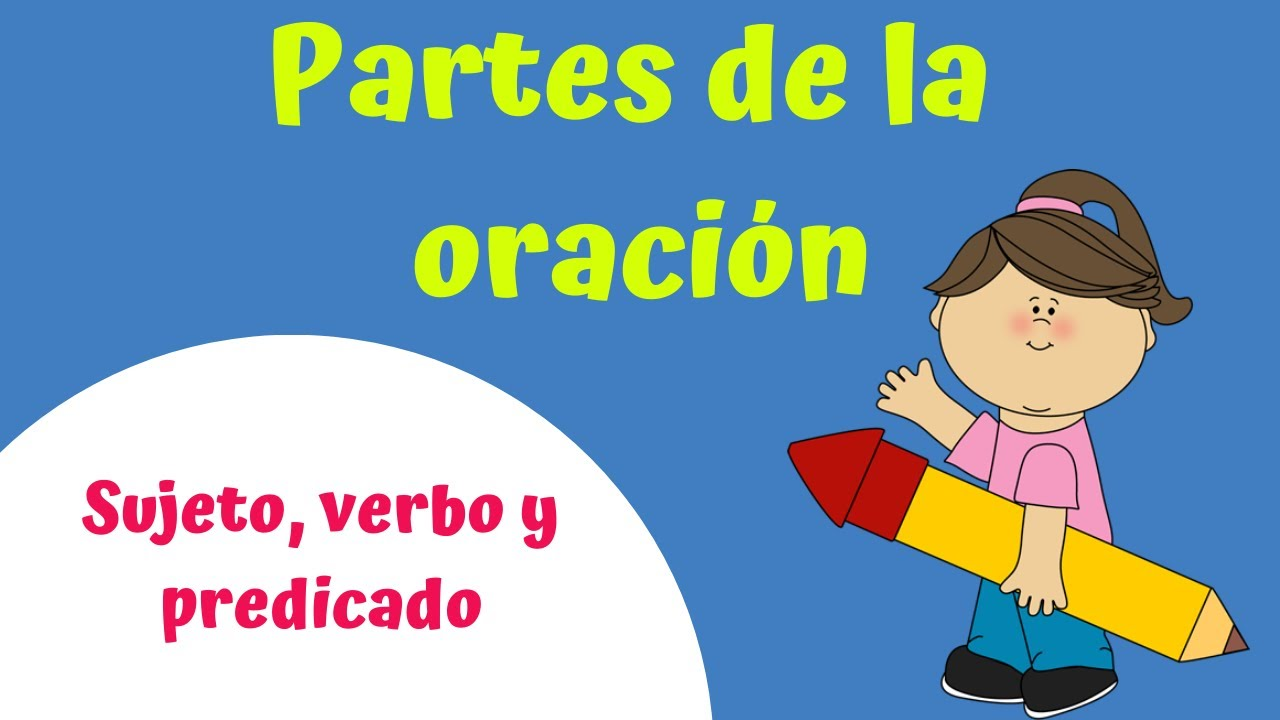 Partes de la
oración
Sujeto, verbo y
predicado